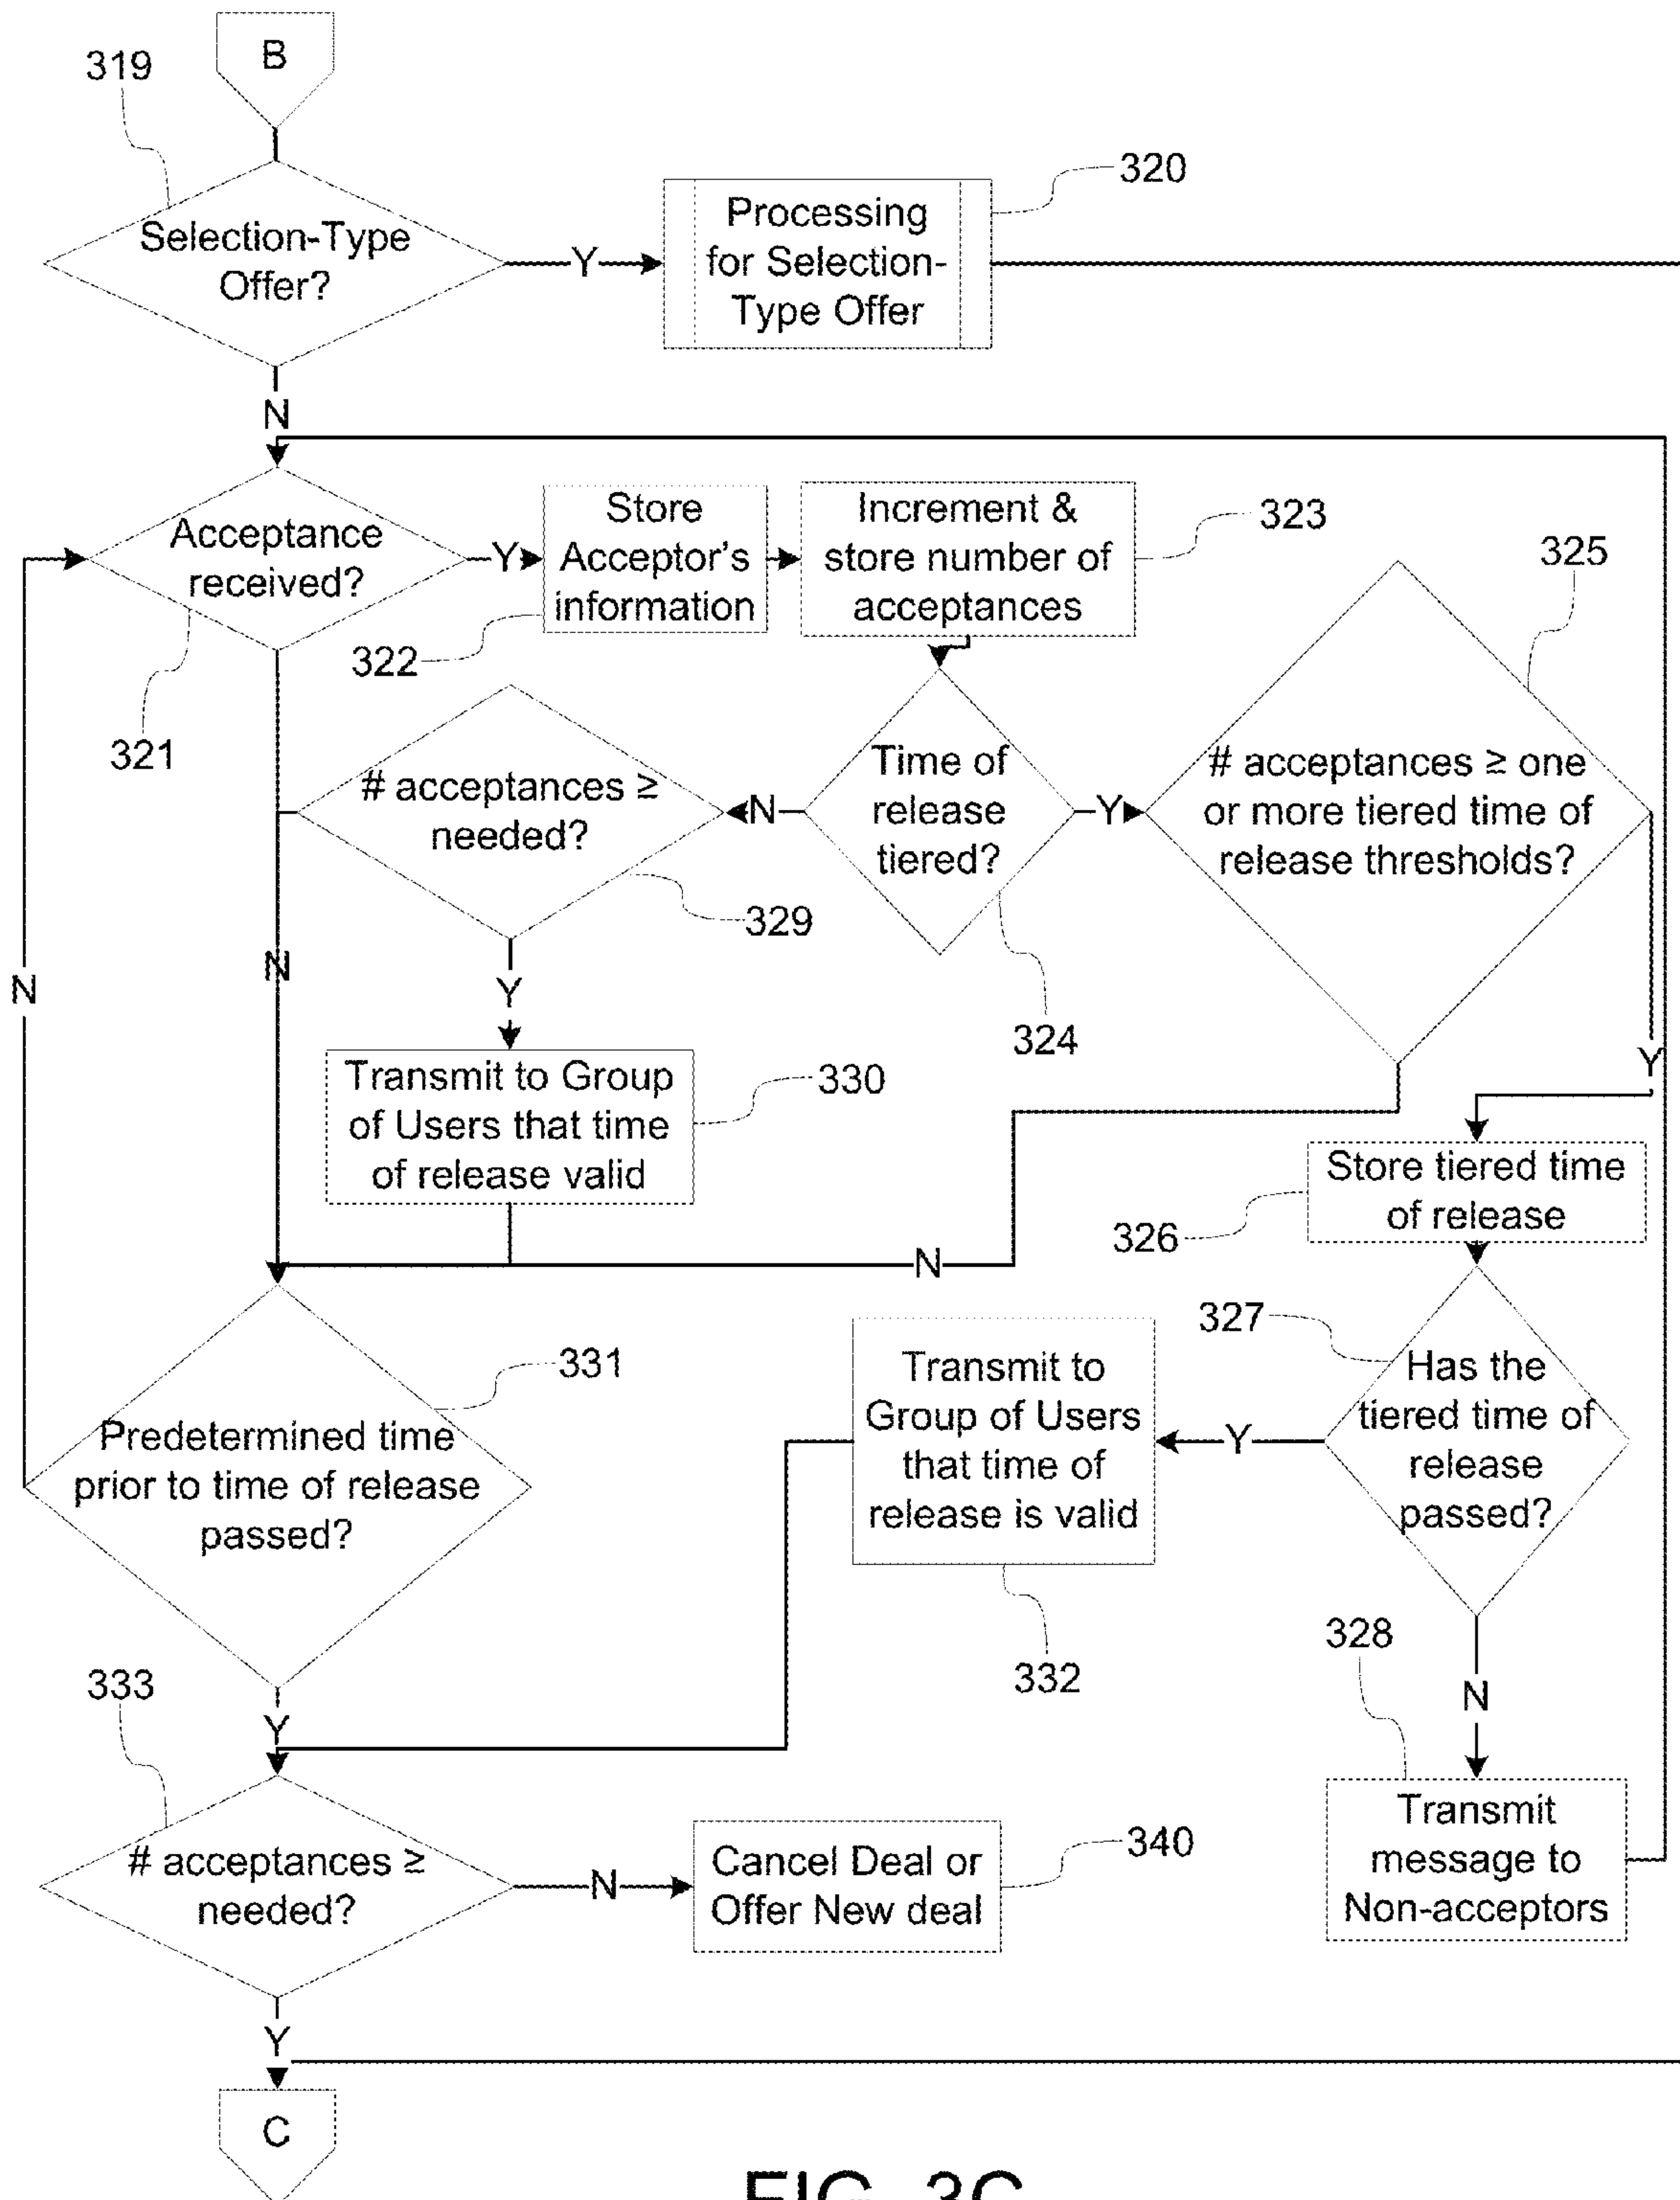 B
319
Selection-Type
Offer?
Y
Processing
for Selection-
Type Offer
320
N
Acceptance
received?
321
Y
Store
Acceptor's
information
322
Increment &
store number of
acceptances
323
Time of
release
tiered?
324
Y
# acceptances ≥ one
or more tiered time of
release thresholds?
325
N
# acceptances ≥
needed?
329
N
Y
Transmit to Group
of Users that time
of release valid
330
N
Y
Store tiered time
of release
326
Has the
tiered time of
release
passed?
327
Y
Transmit to
Group of Users
that time of
release is valid
332
N
Transmit
message to
Non-acceptors
328
Predetermined time
prior to time of release
passed?
331
N
Y
# acceptances ≥
needed?
333
N
Cancel Deal or
Offer New deal
340
Y
C
FIG. 3C